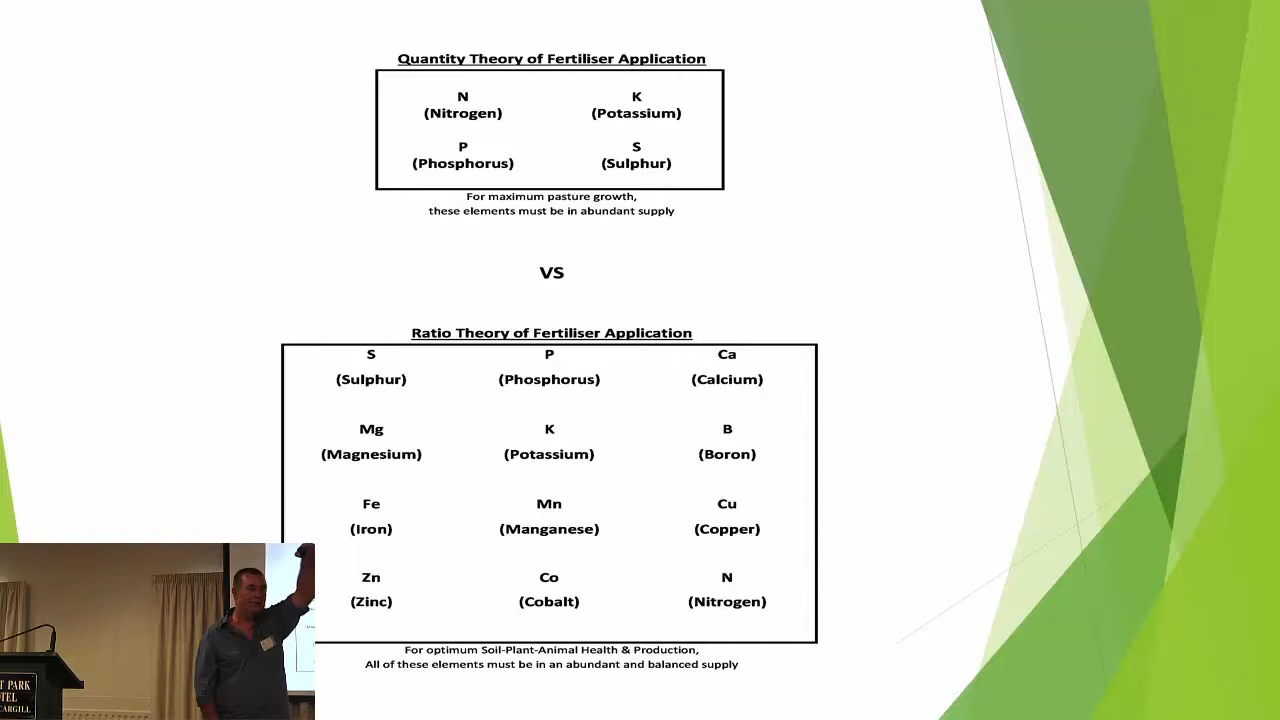 Quantity Theory of Fertiliser Application
N K
(Nitrogen) (Potassium)
P S
(Phosphorus) (Sulphur)
For maximum pasture growth,
these elements must be in abundant supply
VS
Ratio Theory of Fertiliser Application
S P Ca
(Sulphur) (Phosphorus) (Calcium)
Mg K B
(Magnesium) (Potassium) (Boron)
Fe Mn Cu
(Iron) (Manganese) (Copper)
Zn Co N
(Zinc) (Cobalt) (Nitrogen)
For optimum Soil-Plant-Animal Health & Production,
All of these elements must be in an abundant and balanced supply
T PARK
OTEL
CARGILL